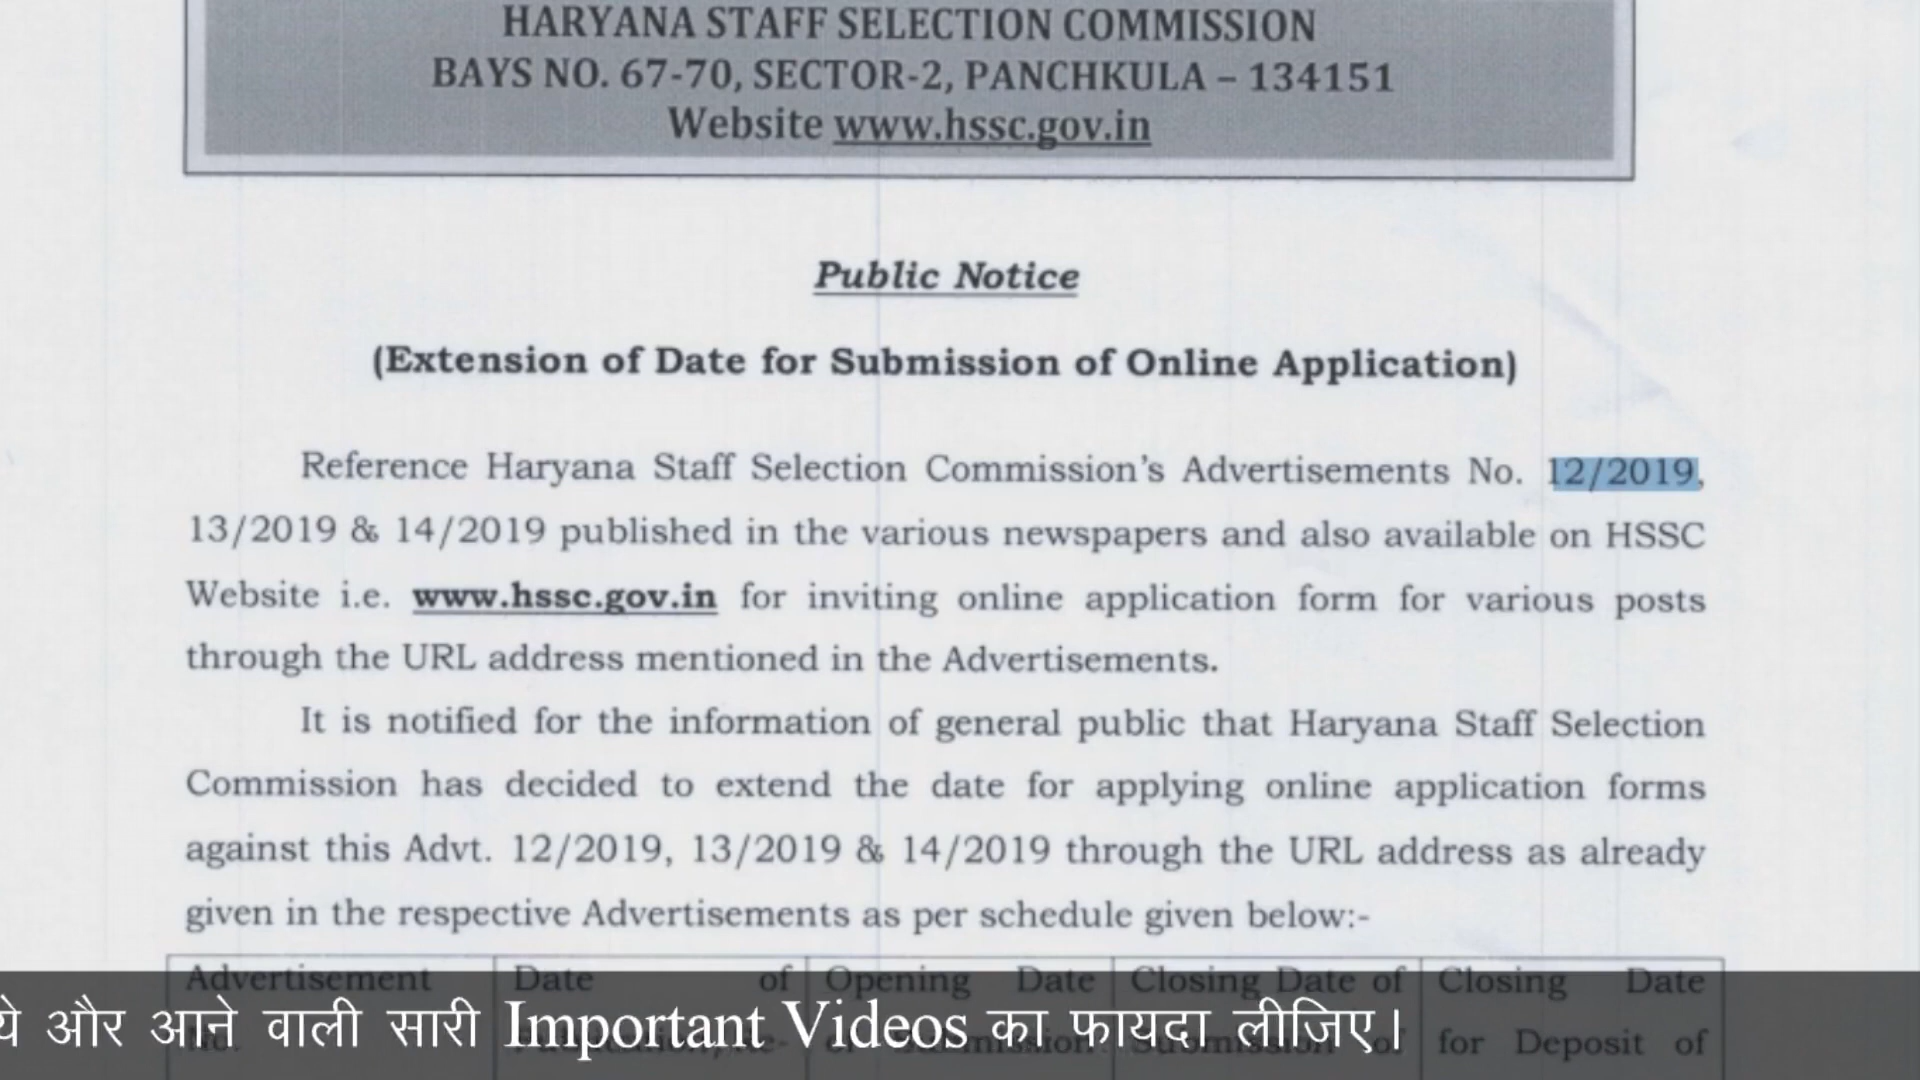 HARYANA STAFF SELECTION COMMISSION
BAYS NO. 67-70, SECTOR-2, PANCHKULA – 134151
Website www.hssc.gov.in
Public Notice
(Extension of Date for Submission of Online Application)
Reference Haryana Staff Selection Commission's Advertisements No. 12/2019,
13/2019 & 14/2019 published in the various newspapers and also available on HSSC
Website i.e. www.hssc.gov.in for inviting online application form for various posts
through the URL address mentioned in the Advertisements.
It is notified for the information of general public that Haryana Staff Selection
Commission has decided to extend the date for applying online application forms
against this Advt. 12/2019, 13/2019 & 14/2019 through the URL address as already
given in the respective Advertisements as per schedule given below:-
Advertisement Date of Opening Date Closing Date of Closing Date
No. of Submission Submission of for Deposit of
और आने वाली सारी Important Videos का फायदा लीजिए।